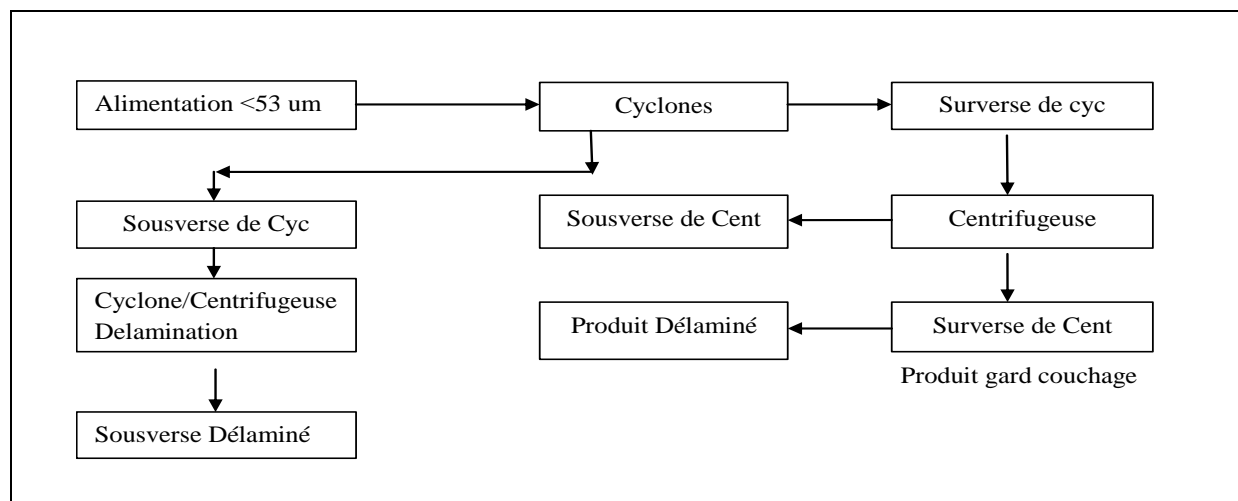 Alimentation <53 um
Cyclones
Surverse de cyc
Sousverse de Cyc
Sousverse de Cent
Centrifugeuse
Cyclone/Centrifugeuse
Delamination
Produit Délaminé
Surverse de Cent
Produit gard couchage
Sousverse Délaminé